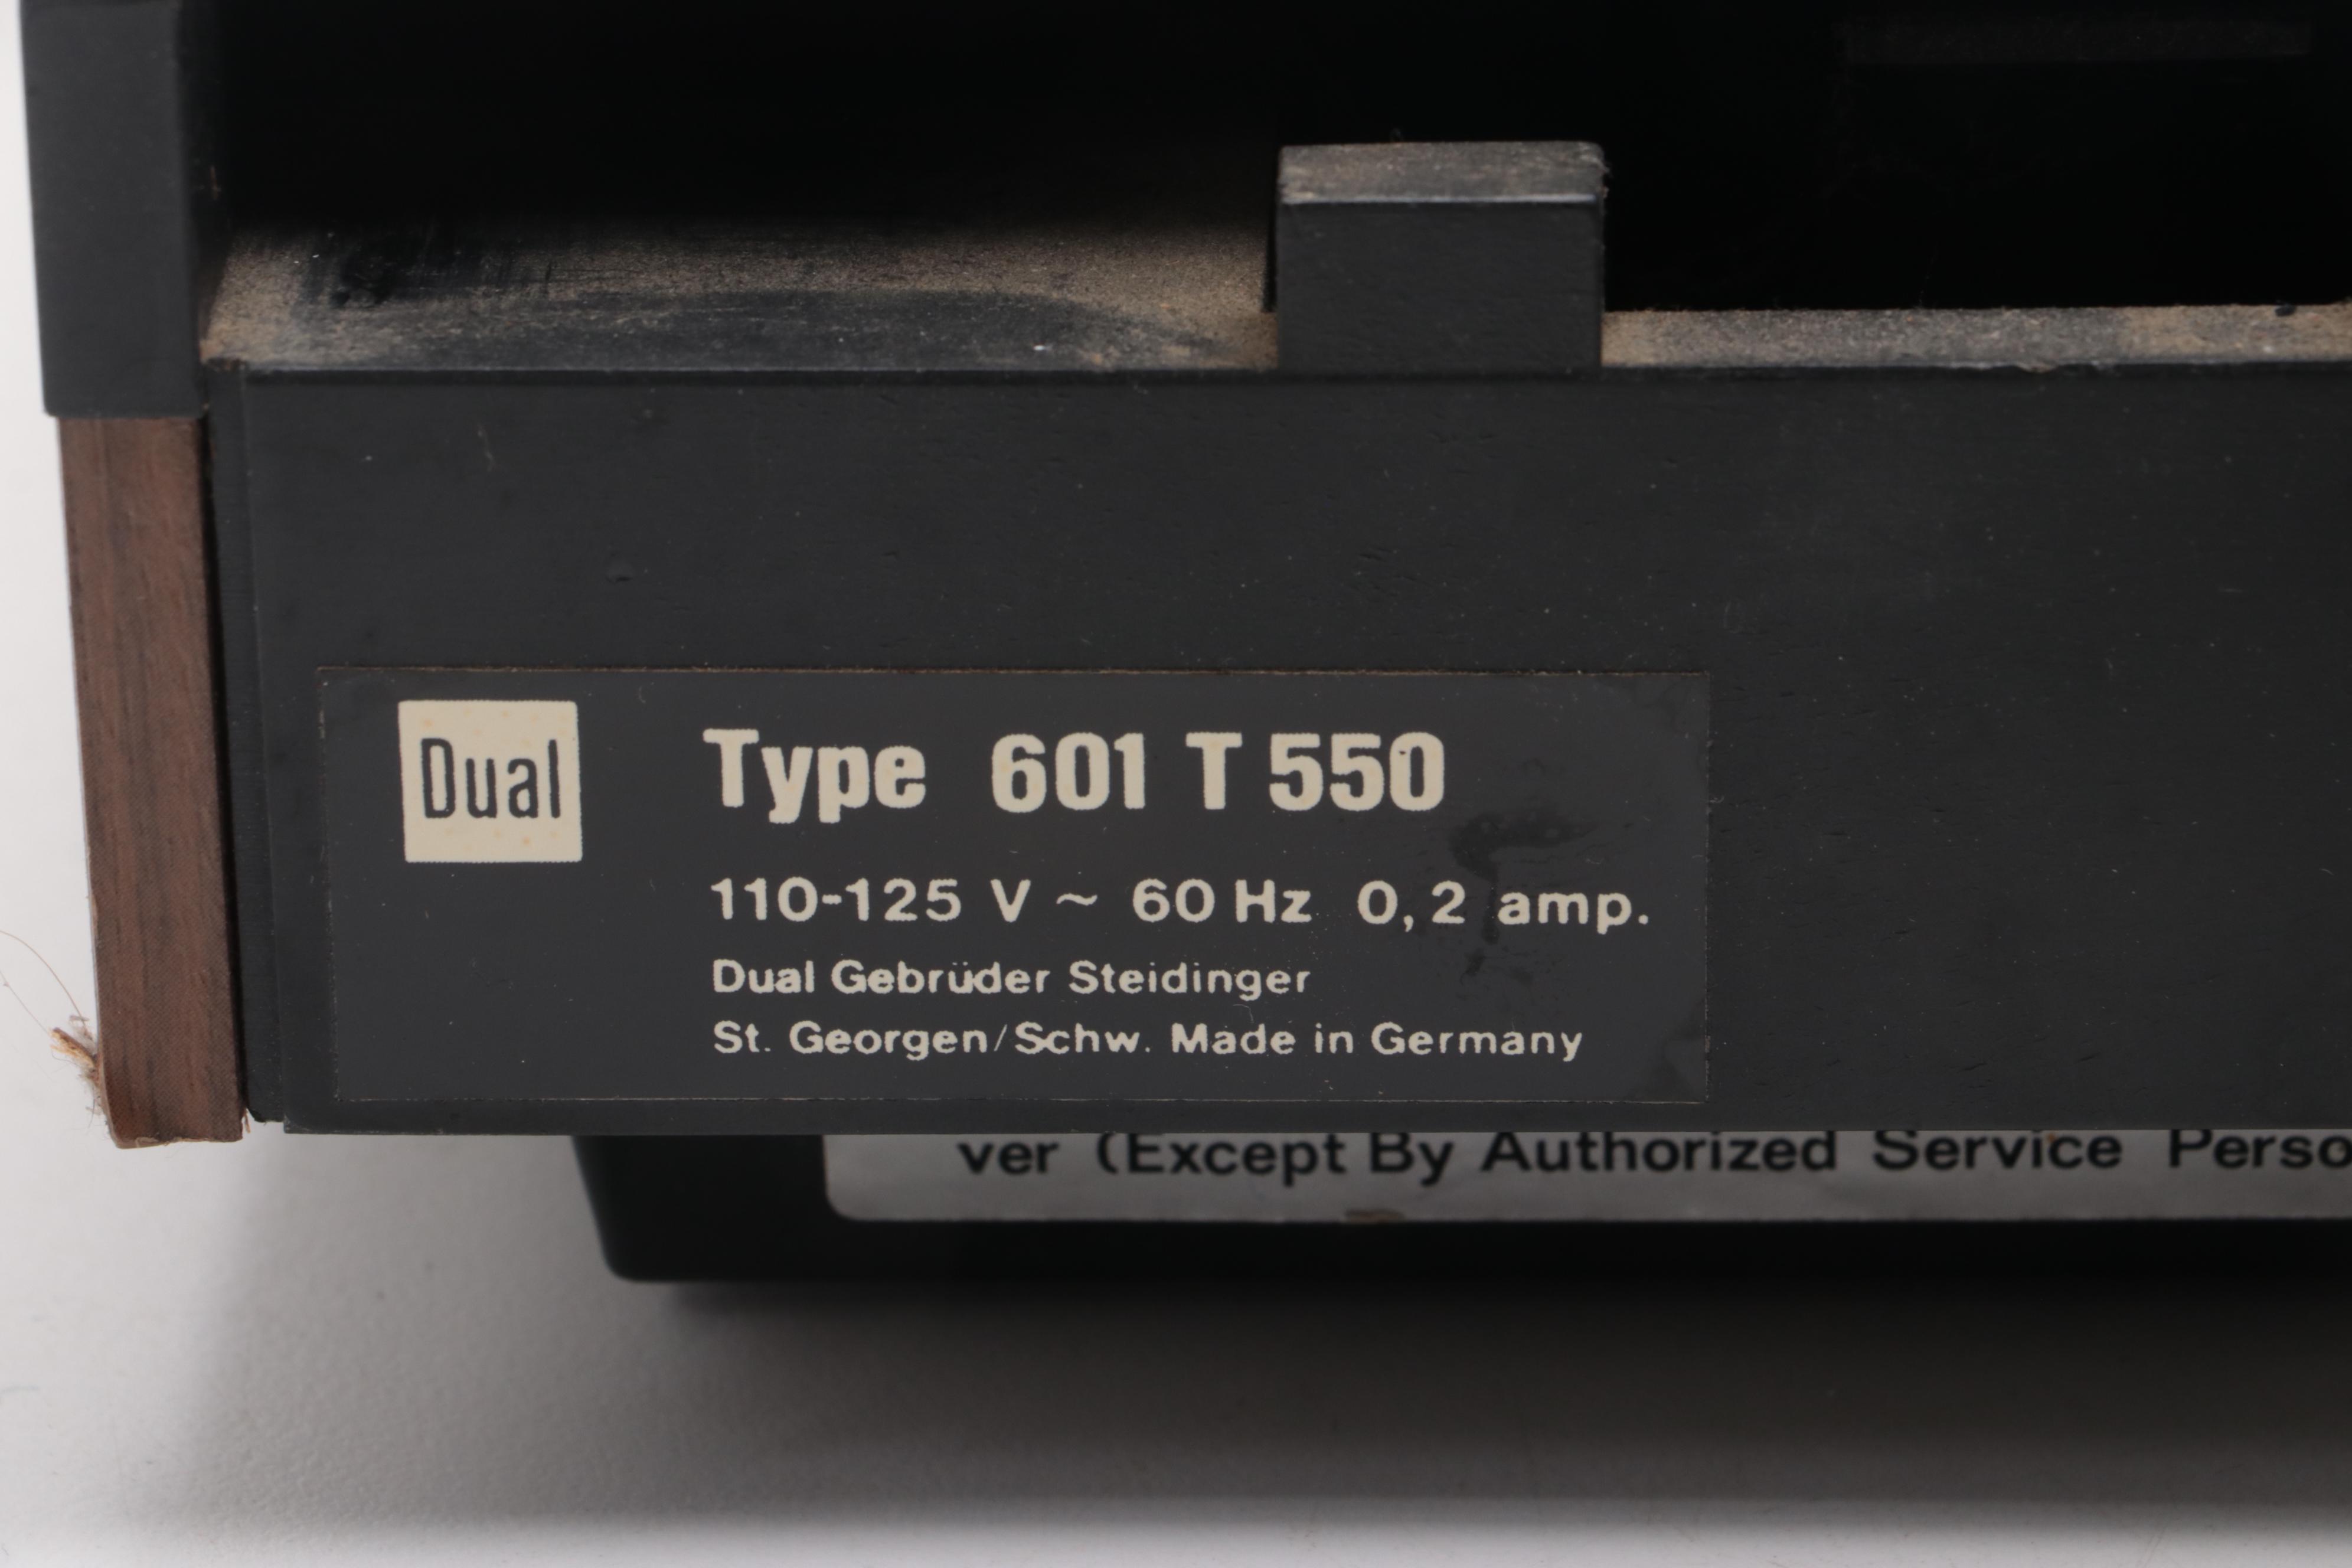 Dual
Type 601 T 550
110-125 V ~ 60 Hz 0,2 amp.
Dual Gebrüder Steidinger
St. Georgen/Schw. Made in Germany
ver (Except By Authorized Service Perso